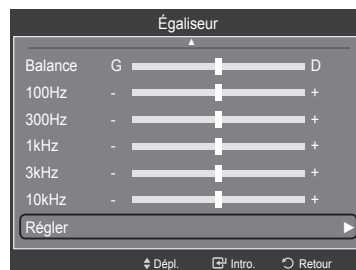 Égaliseur
Balance G D
100Hz - +
300Hz - +
1kHz - +
3kHz - +
10kHz - +
Régler
Dépl. Intro. Retour